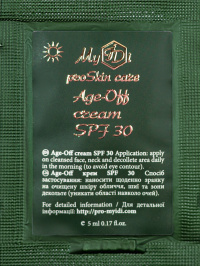 My IDi
proSkin care
Age-Off
cream
SPF 30
Age-Off cream SPF 30 Application: apply
on cleansed face, neck and decollete area daily
in the morning (to avoid eye contour).
Age-Off крем SPF 30 Спосіб
застосування: наносити щоденно зранку
на очищену шкіру обличчя, шиї та зони
декольте (уникати області навколо очей)
For detailed information / Для детальної
інформації: http://pro-myidi.com
℮ 5 ml 0.17 fl.oz.